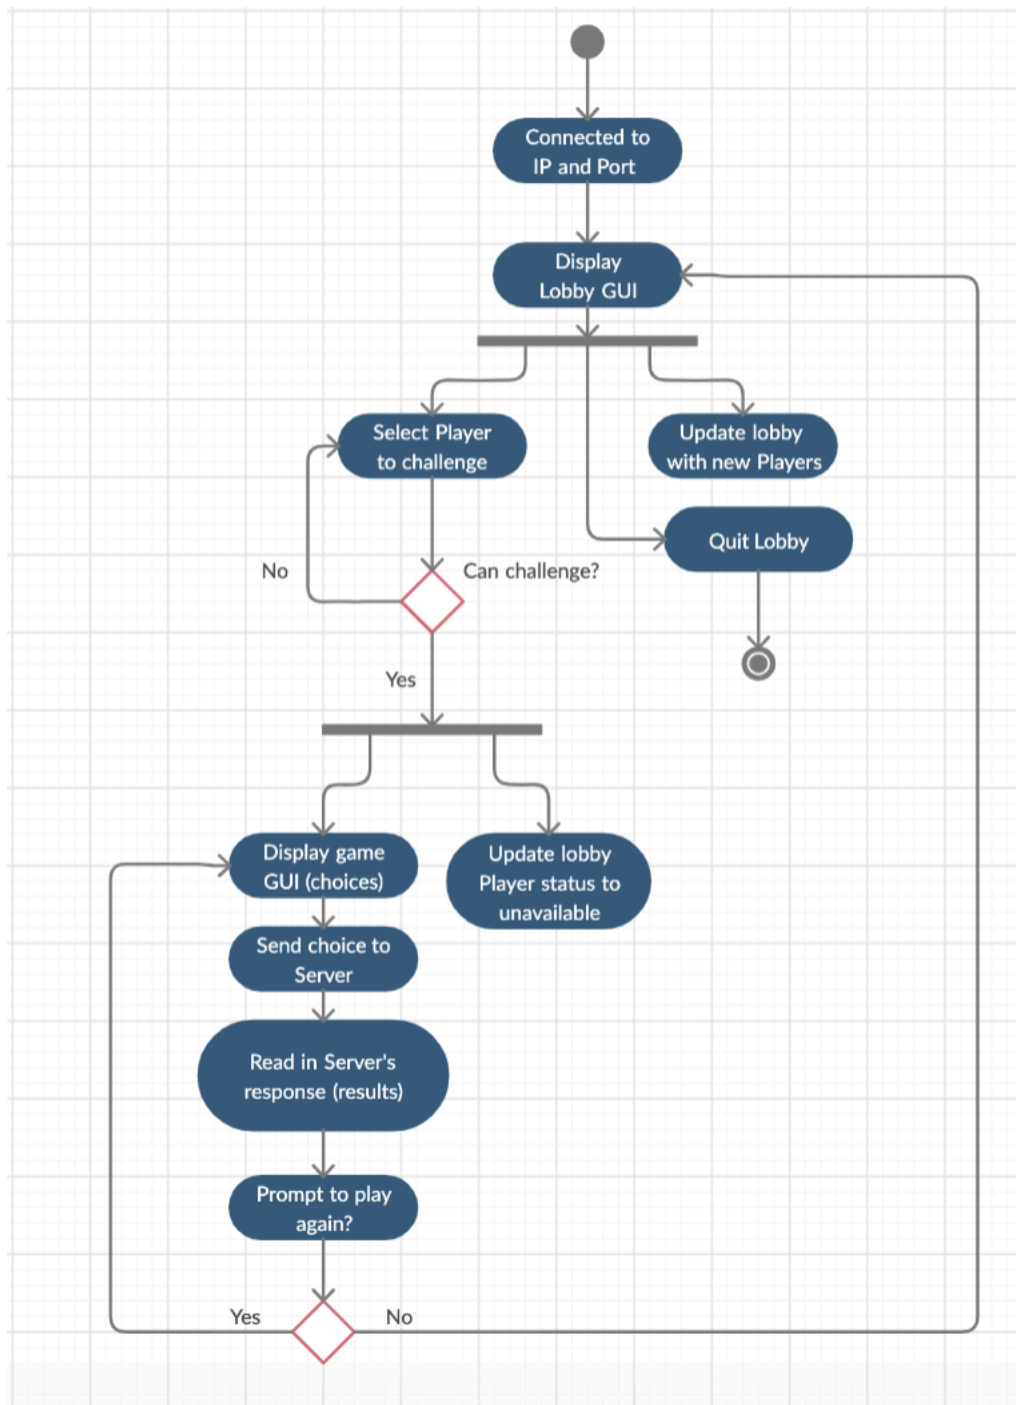 Connected to
IP and Port
Display
Lobby GUI
Select Player
to challenge
Update lobby
with new Players
Quit Lobby
No
Can challenge?
Yes
Display game
GUI (choices)
Update lobby
Player status to
unavailable
Send choice to
Server
Read in Server's
response (results)
Prompt to play
again?
Yes
No